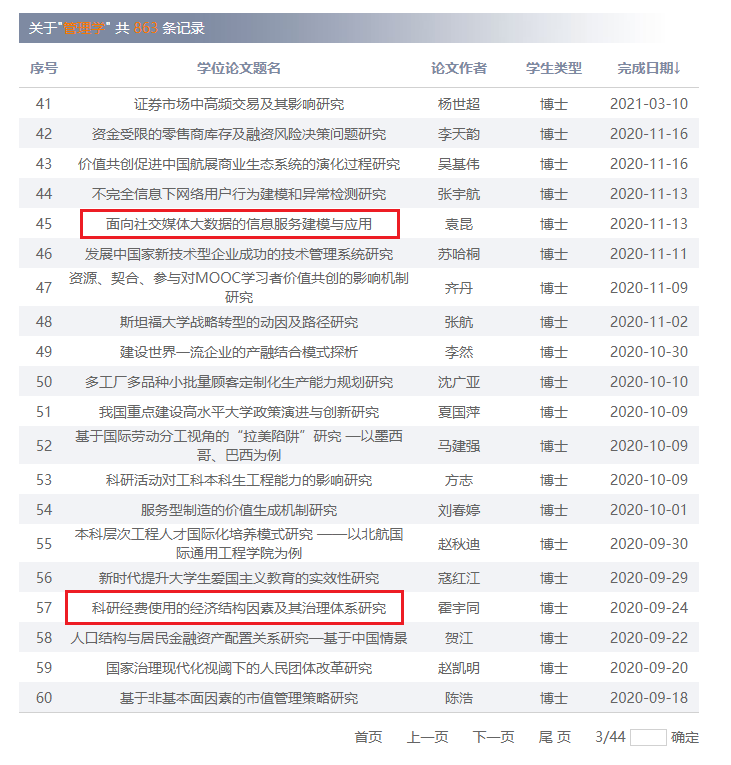 关于"管理学" 共 863 条记录
序号 学位论文题名 论文作者 学生类型 完成日期↓
41 证券市场中高频交易及其影响研究 杨世超 博士 2021-03-10
42 资金受限的零售商库存及融资风险决策问题研究 李天韵 博士 2020-11-16
43 价值共创促进中国航展商业生态系统的演化过程研究 吴基伟 博士 2020-11-16
44 不完全信息下网络用户行为建模和异常检测研究 张宇航 博士 2020-11-13
45 面向社交媒体大数据的信息服务建模与应用 袁昆 博士 2020-11-13
46 发展中国家新技术型企业成功的技术管理系统研究 苏哈桐 博士 2020-11-11
47 资源、契合、参与对MOOC学习者价值共创的影响机制
研究 齐丹 博士 2020-11-09
48 斯坦福大学战略转型的动因及路径研究 张航 博士 2020-11-02
49 建设世界一流企业的产融结合模式探析 李然 博士 2020-10-30
50 多工厂多品种小批量顾客定制化生产能力规划研究 沈广亚 博士 2020-10-10
51 我国重点建设高水平大学政策演进与创新研究 夏国萍 博士 2020-10-09
52 基于国际劳动分工视角的“拉美陷阱”研究 —以墨西
哥、巴西为例 马建强 博士 2020-10-09
53 科研活动对工科本科生工程能力的影响研究 方志 博士 2020-10-09
54 服务型制造的价值生成机制研究 刘春婷 博士 2020-10-01
55 本科层次工程人才国际化培养模式研究 ——以北航国
际通用工程学院为例 赵秋迪 博士 2020-09-30
56 新时代提升大学生爱国主义教育的实效性研究 寇红江 博士 2020-09-29
57 科研经费使用的经济结构因素及其治理体系研究 霍宇同 博士 2020-09-24
58 人口结构与居民金融资产配置关系研究—基于中国情景 贺江 博士 2020-09-22
59 国家治理现代化视阈下的人民团体改革研究 赵凯明 博士 2020-09-20
60 基于非基本面因素的市值管理策略研究 陈浩 博士 2020-09-18
首页 上一页 下一页 尾 页 3/44 确定